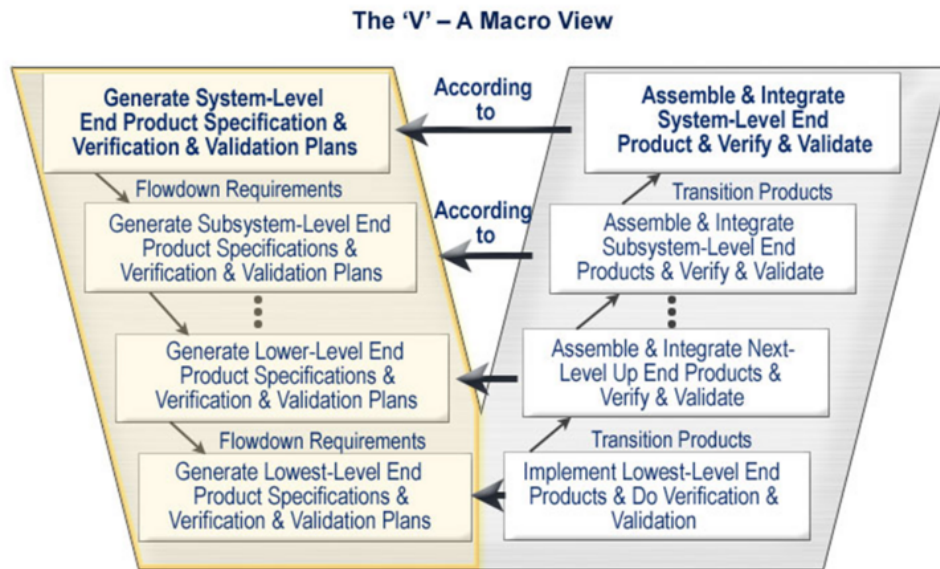 The ‘V’ – A Macro View
Generate System-Level
End Product Specification &
Verification & Validation Plans
According
to
Assemble & Integrate
System-Level End
Product & Verify & Validate
Flowdown Requirements
Transition Products
Generate Subsystem-Level End
Product Specifications &
Verification & Validation Plans
According
to
Assemble & Integrate
Subsystem-Level End
Products & Verify & Validate
Generate Lower-Level End
Product Specifications &
Verification & Validation Plans
Assemble & Integrate Next-
Level Up End Products &
Verify & Validate
Flowdown Requirements
Transition Products
Generate Lowest-Level End
Product Specifications &
Verification & Validation Plans
Implement Lowest-Level End
Products & Do Verification &
Validation